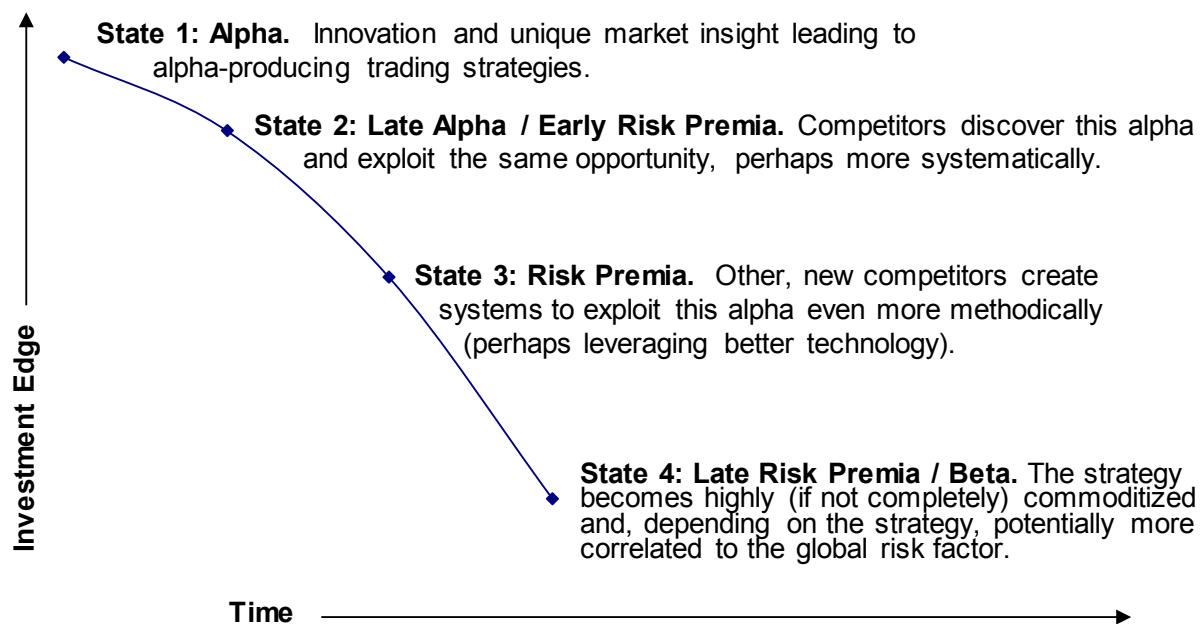 State 1: Alpha. Innovation and unique market insight leading to
alpha-producing trading strategies.
State 2: Late Alpha / Early Risk Premia. Competitors discover this alpha
and exploit the same opportunity, perhaps more systematically.
State 3: Risk Premia. Other, new competitors create
systems to exploit this alpha even more methodically
(perhaps leveraging better technology).
State 4: Late Risk Premia / Beta. The strategy
becomes highly (if not completely) commoditized
and, depending on the strategy, potentially more
correlated to the global risk factor.
Investment Edge
Time